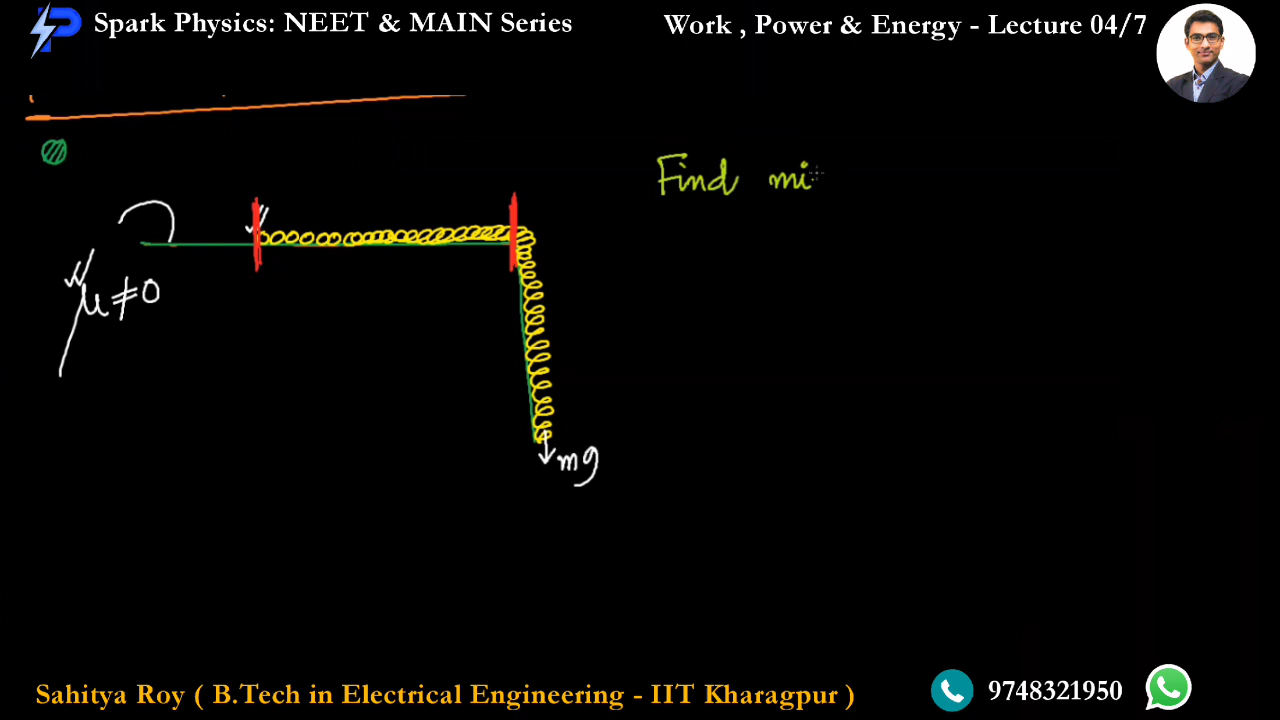 Spark Physics: NEET & MAIN Series
Work , Power & Energy - Lecture 04/7
Find mi
μ ≠ 0
mg
Sahitya Roy ( B.Tech in Electrical Engineering - IIT Kharagpur )
9748321950